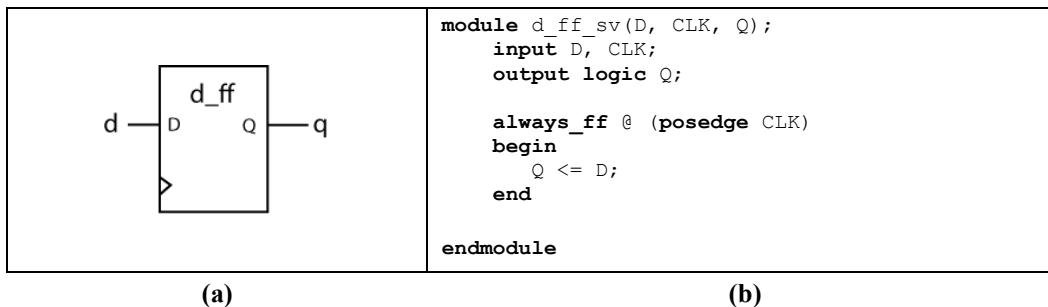 d_ff
d
D
Q
q
(a)
module d_ff_sv(D, CLK, Q);
input D, CLK;
output logic Q;
always_ff @ (posedge CLK)
begin
Q <= D;
end
endmodule
(b)